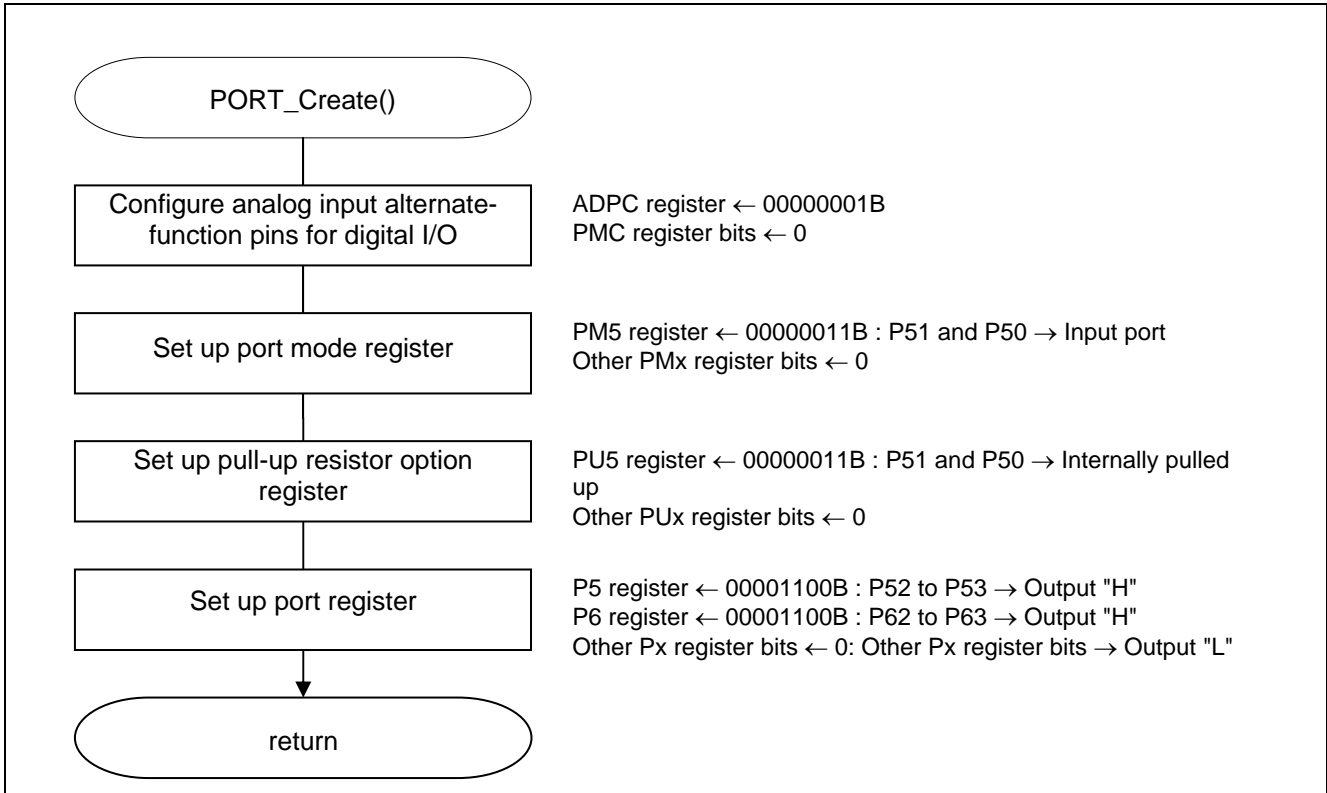 PORT_Create()
Configure analog input alternate-
function pins for digital I/O
ADPC register ← 00000001B
PMC register bits ← 0
Set up port mode register
PM5 register ← 00000011B : P51 and P50 → Input port
Other PMx register bits ← 0
Set up pull-up resistor option
register
PU5 register ← 00000011B : P51 and P50 → Internally pulled
up
Other PUx register bits ← 0
Set up port register
P5 register ← 00001100B : P52 to P53 → Output "H"
P6 register ← 00001100B : P62 to P63 → Output "H"
Other Px register bits ← 0: Other Px register bits → Output "L"
return